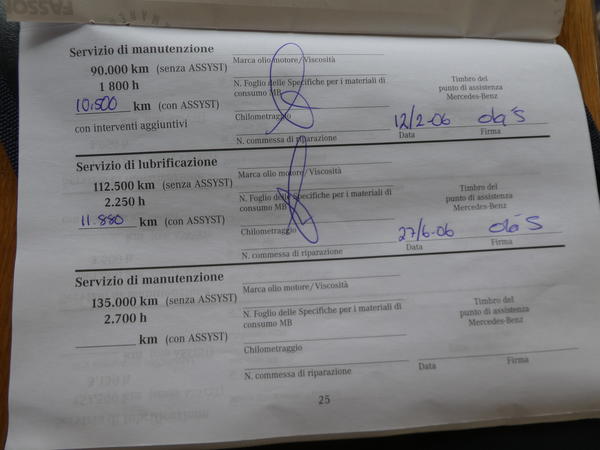 FASSO
Servizio di manutenzione
90.000 km (senza ASSYST)
1 800 h
10.500 km (con ASSYST)
con interventi aggiuntivi
Marca olio motore/Viscosità
N. Foglio delle Specifiche per i materiali di
consumo MB
Chilometraggio
N. commessa di riparazione
Timbro del
punto di assistenza
Mercedes-Benz
12/2-06
Data
Firma
Servizio di lubrificazione
112.500 km (senza ASSYST)
2.250 h
11.880 km (con ASSYST)
Marca olio motore/Viscosità
N. Foglio delle Specifiche per i materiali di
consumo MB
Chilometraggio
N. commessa di riparazione
Timbro del
punto di assistenza
Mercedes-Benz
27/6-06
Data
Firma
Servizio di manutenzione
135.000 km (senza ASSYST)
2.700 h
km (con ASSYST)
Marca olio motore/Viscosità
N. Foglio delle Specifiche per i materiali di
consumo MB
Chilometraggio
N. commessa di riparazione
Timbro del
punto di assistenza
Mercedes-Benz
Data
Firma
25